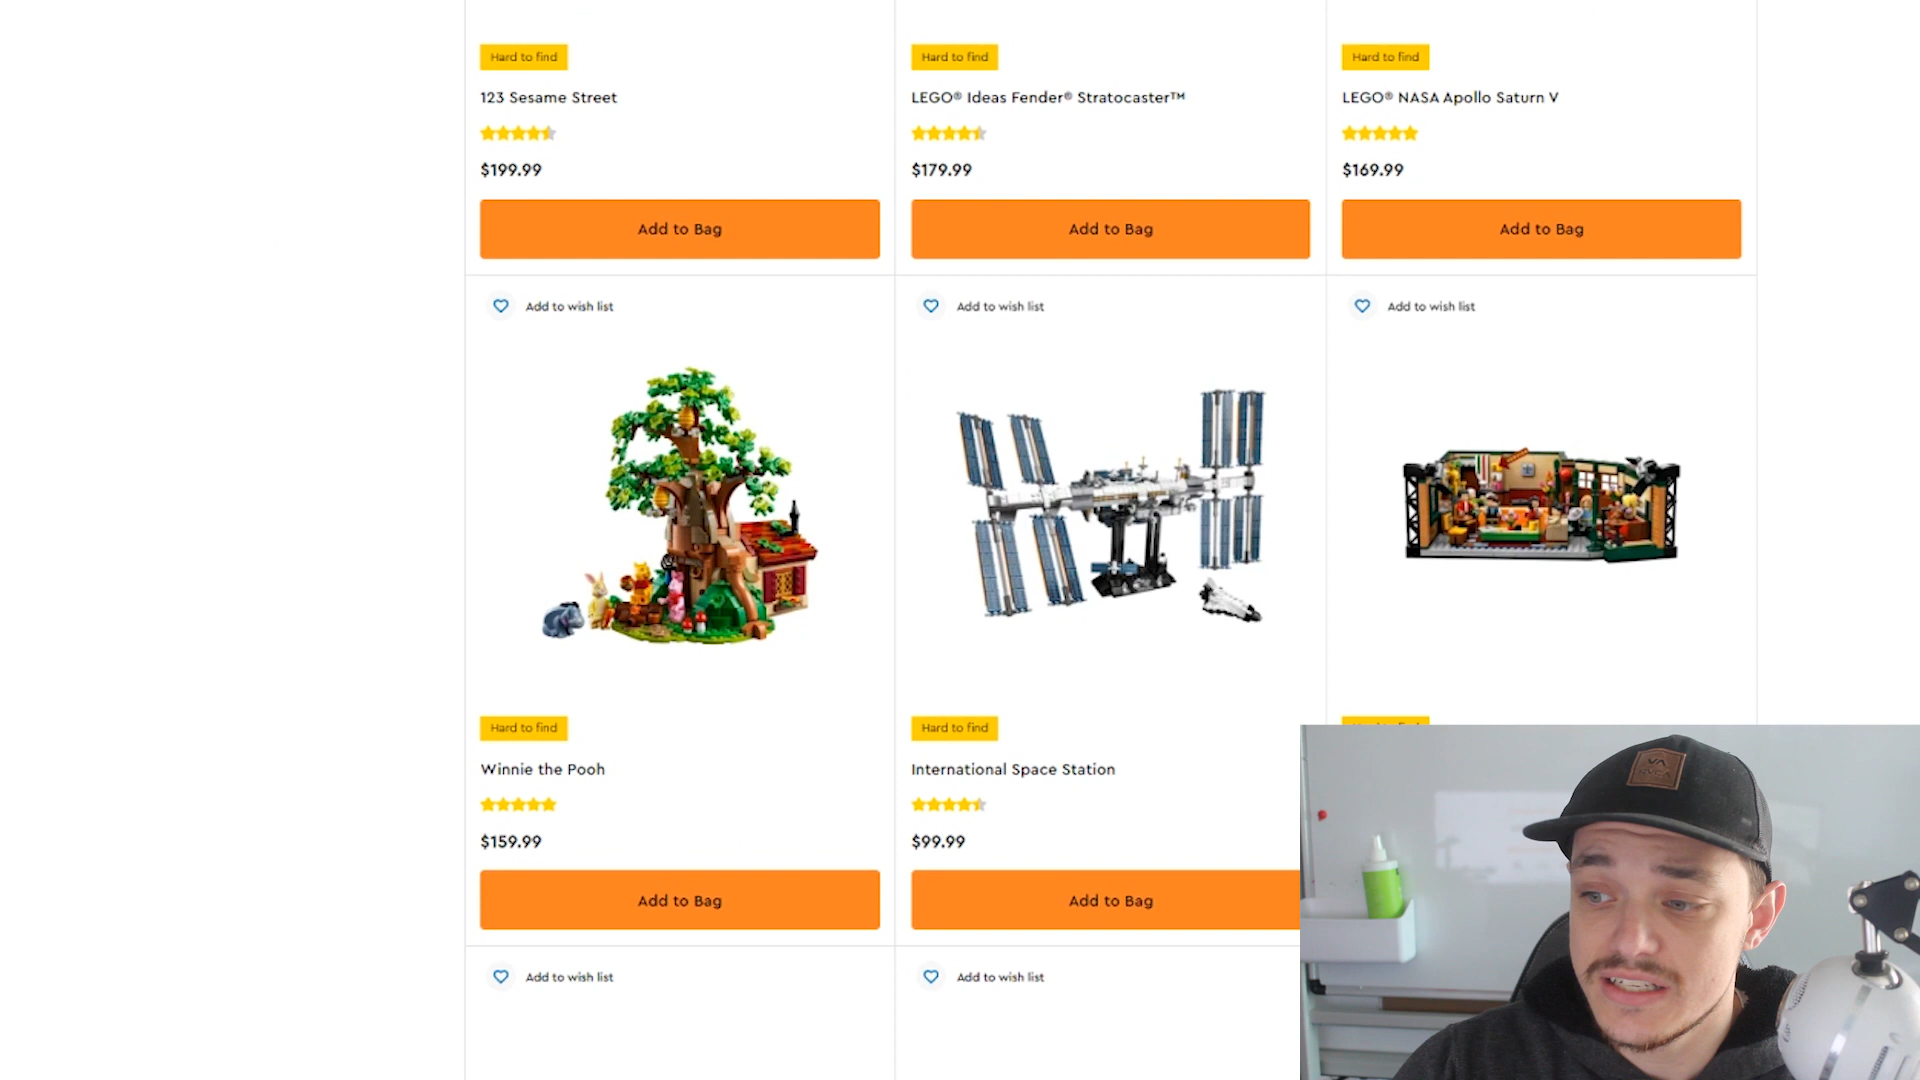 Hard to find
Hard to find
Hard to find
123 Sesame Street
LEGO® Ideas Fender® Stratocaster™
LEGO® NASA Apollo Saturn V
$199.99
$179.99
$169.99
Add to Bag
Add to Bag
Add to Bag
Add to wish list
Add to wish list
Add to wish list
Hard to find
Hard to find
Winnie the Pooh
International Space Station
$159.99
$99.99
VA
RVCA
Add to Bag
Add to Bag
Add to wish list
Add to wish list